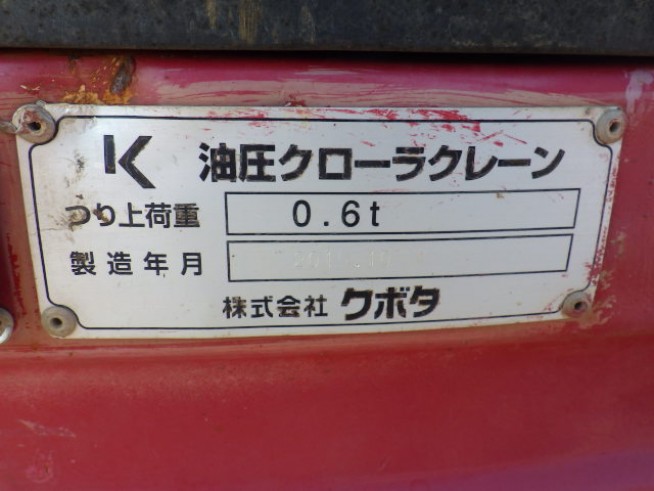 K 油圧クローラクレーン
つり上荷重 0.6t
製造年月
株式会社 クボタ